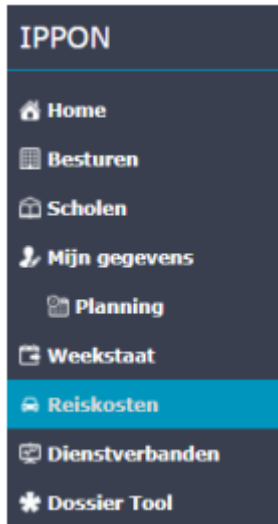 IPPON
Home
Besturen
Scholen
Mijn gegevens
Planning
Weekstaat
Reiskosten
Dienstverbanden
Dossier Tool